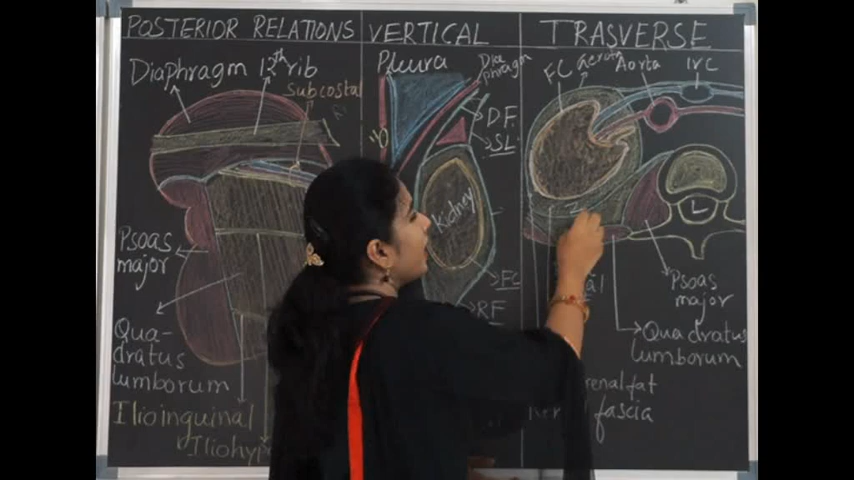 POSTERIOR RELATIONS
Diaphragm 12th rib
Subcostal
Psoas
major
Qua-
dratus
lumborum
Ilioinguinal
Iliohyp
VERTICAL
Pleura
Dia
phragm
DF
SL
Kidney
FC
RF
TRASVERSE
FC
Aorta
IVC
L
Psoas
major
Quadratus
lumborum
renal fat
fascia